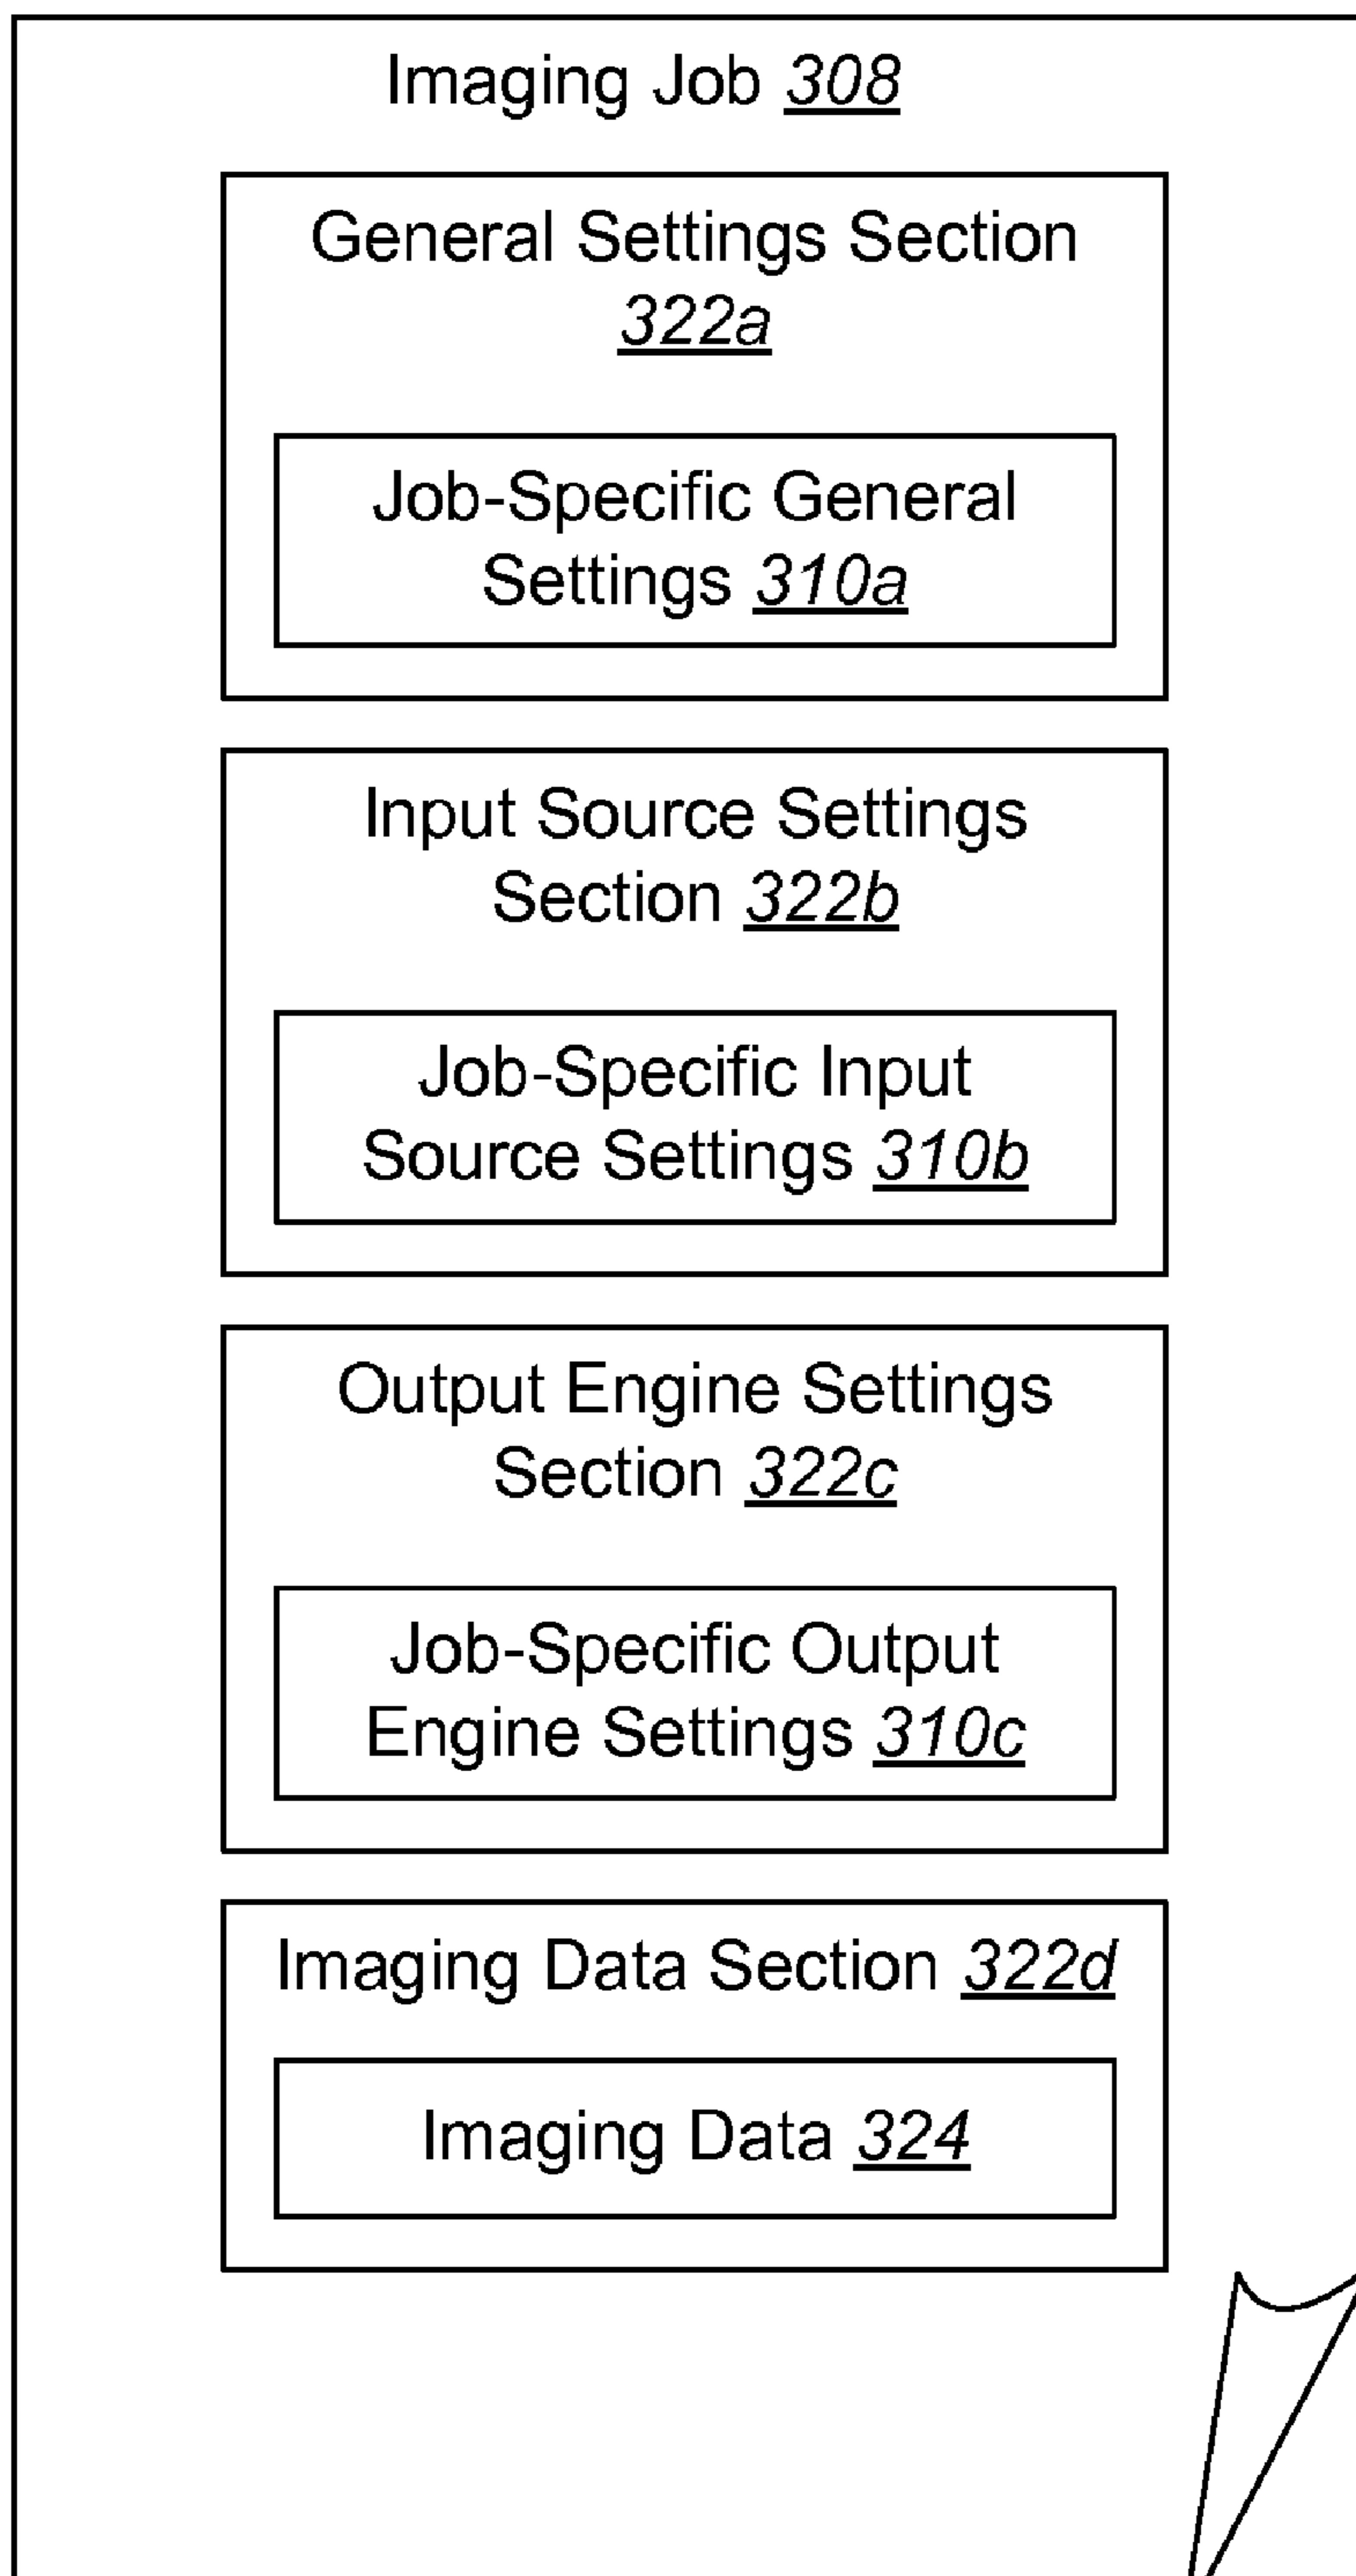 Imaging Job 308
General Settings Section
322a
Job-Specific General
Settings 310a
Input Source Settings
Section 322b
Job-Specific Input
Source Settings 310b
Output Engine Settings
Section 322c
Job-Specific Output
Engine Settings 310c
Imaging Data Section 322d
Imaging Data 324